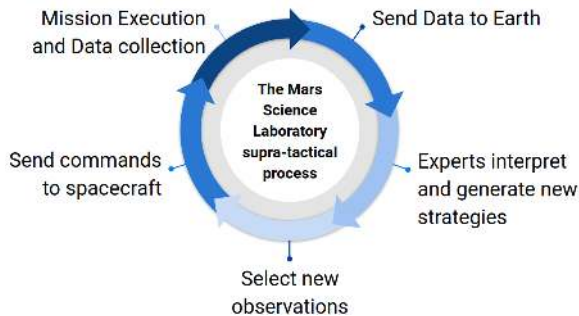 Mission Execution
and Data collection
Send Data to Earth
The Mars
Science
Laboratory
supra-tactical
process
Send commands
to spacecraft
Experts interpret
and generate new
strategies
Select new
observations